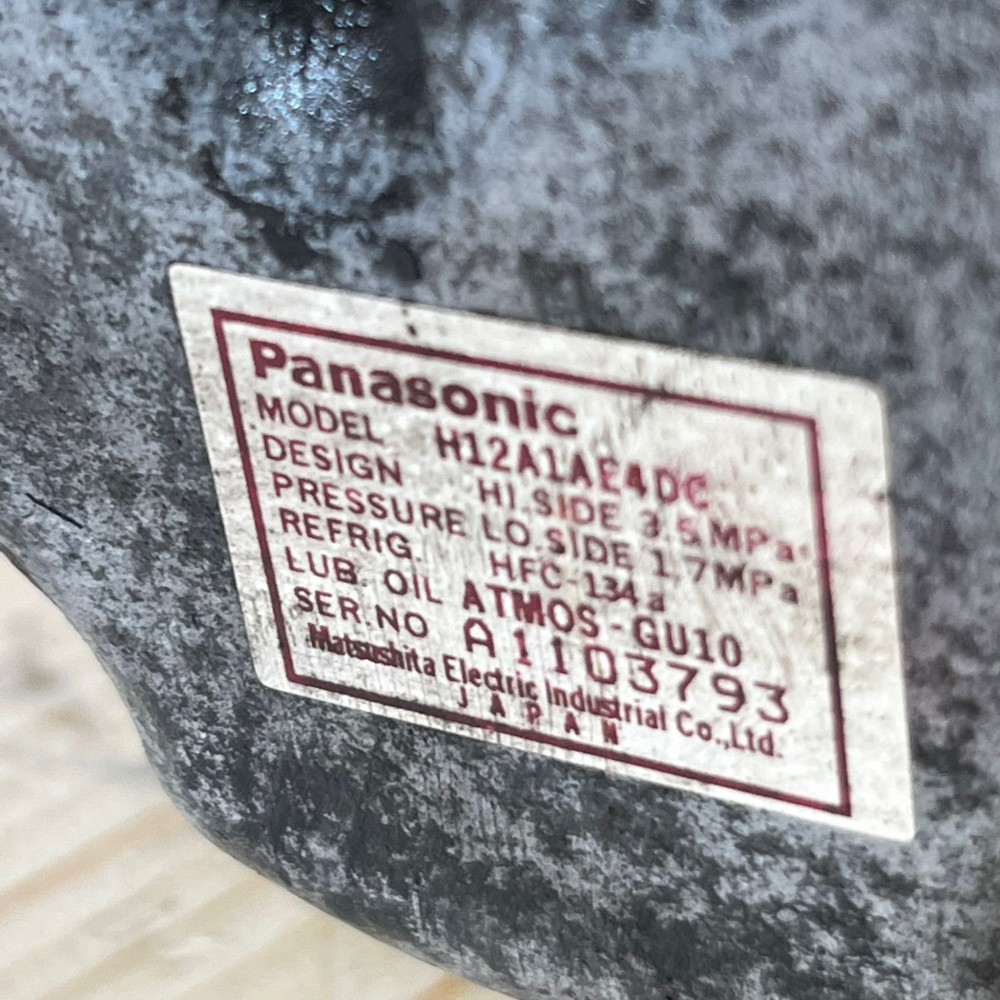 Panasonic
MODEL H12A1AE4DC
DESIGN HI.SIDE 3.5MPa
PRESSURE LO.SIDE 1.7MPa
REFRIG. HFC-134a
LUB. OIL ATMOS-GU10
SER.NO A1103793
Matsushita Electric Industrial Co.,Ltd.
JAPAN